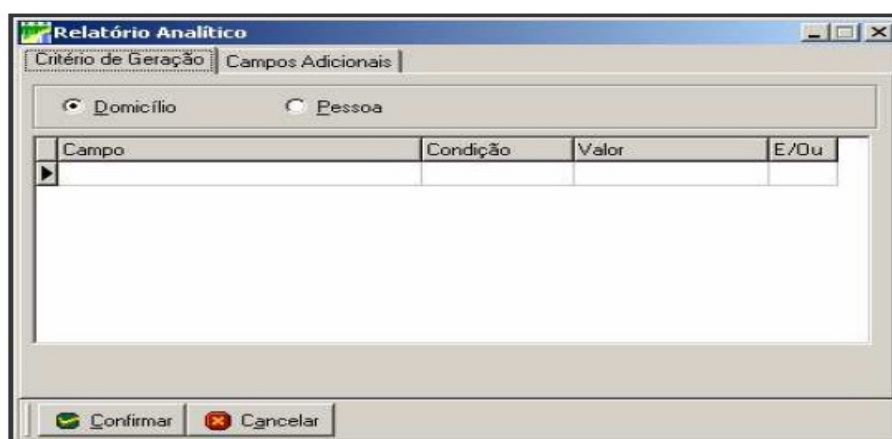 Relatório Analítico
Critério de Geração Campos Adicionais
Domicílio Pessoa
Campo Condição Valor E/Ou
Confirmar Cancelar